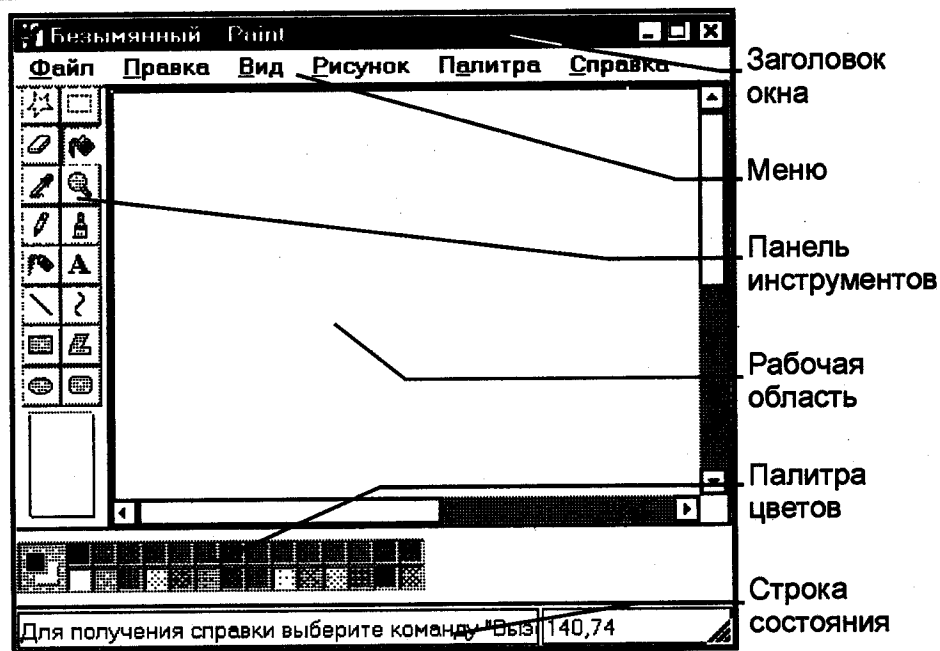 Безымянный Paint
Файл Правка Вид Рисунок Палитра Справка
Заголовок
окна
Меню
Панель
инструментов
A
Рабочая
область
Палитра
цветов
Строка
состояния
Для получения справки выберите команду "Выз
140,74